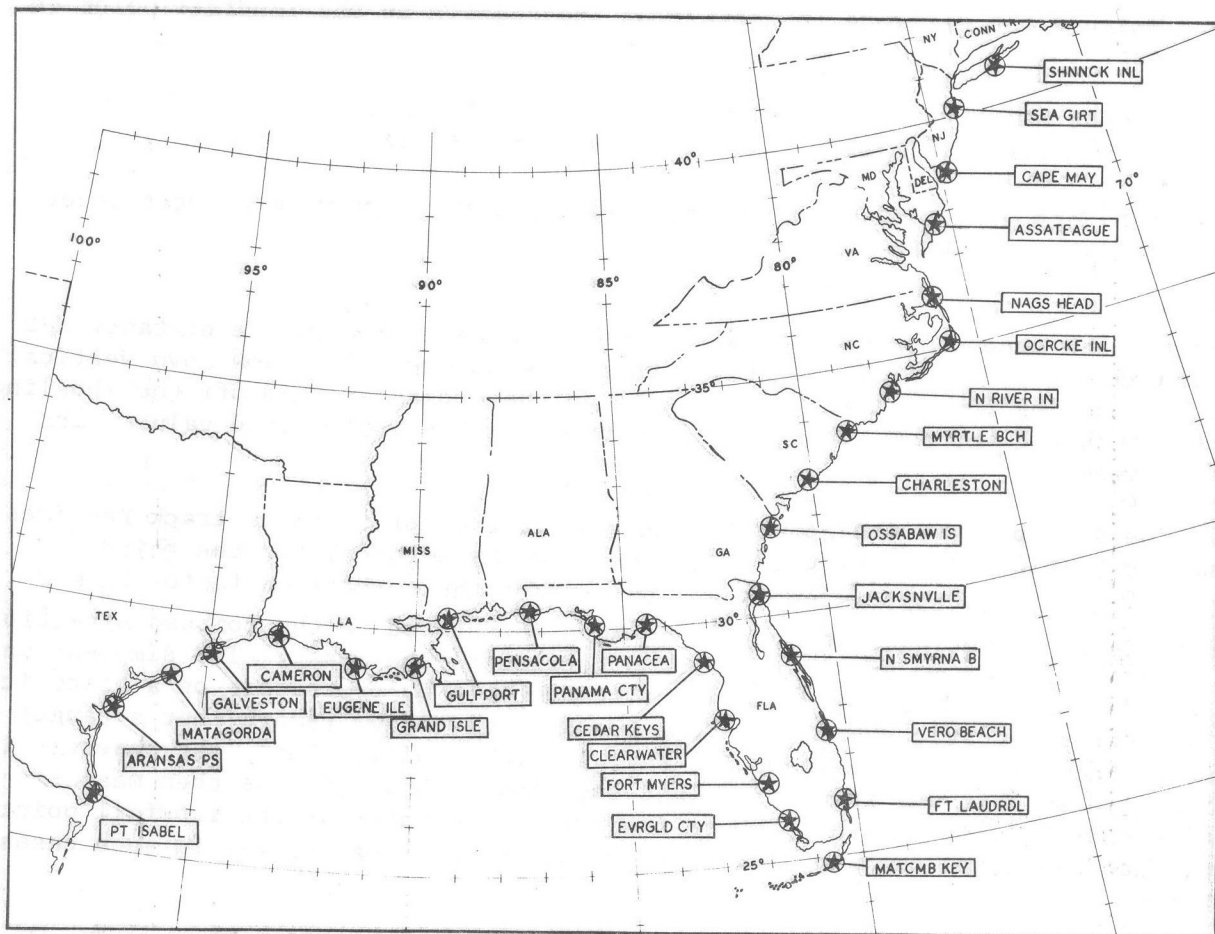 NY
CONN
SHNNCK INL
SEA GIRT
NJ
40°
MD
DEL
CAPE MAY
70°
ASSATEAGUE
100°
95°
90°
85°
80°
VA
NAGS HEAD
NC
OCRCKE INL
35°
N RIVER IN
SC
MYRTLE BCH
CHARLESTON
MISS
ALA
GA
OSSABAW IS
JACKSNVLLE
TEX
LA
30°
N SMYRNA B
CAMERON
PENSACOLA
PANACEA
GALVESTON
EUGENE ILE
GULFPORT
PANAMA CTY
FLA
MATAGORDA
GRAND ISLE
CEDAR KEYS
VERO BEACH
ARANSAS PS
CLEARWATER
FORT MYERS
FT LAUDRDL
PT ISABEL
EVRGLD CTY
25°
MATCMB KEY